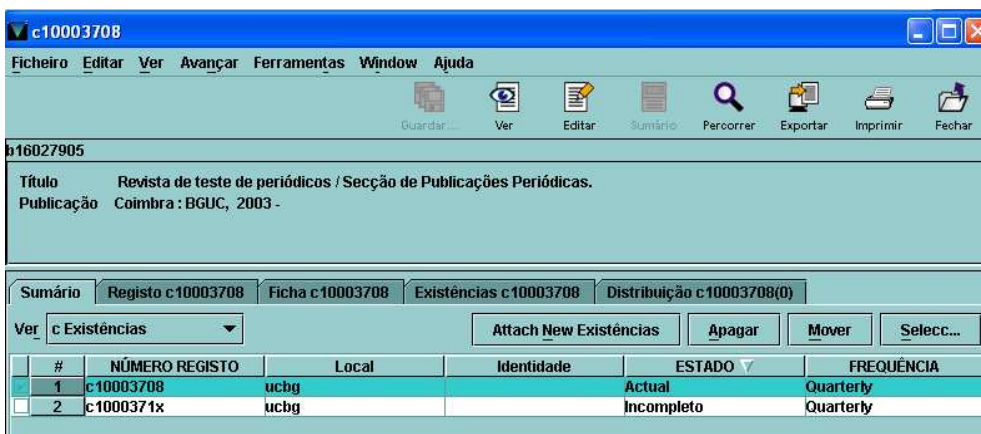 c10003708
Ficheiro Editar Ver Avançar Ferramentas Window Ajuda
Guardar... Ver Editar Sumário Percorrer Exportar Imprimir Fechar
b16027905
Título Revista de teste de periódicos / Secção de Publicações Periódicas.
Publicação Coimbra : BGUC, 2003 -
Sumário Registo c10003708 Ficha c10003708 Existências c10003708 Distribuição c10003708(0)
Ver c Existências Attach New Existências Apagar Mover Selecc...
# NÚMERO REGISTO Local Identidade ESTADO FREQUÊNCIA
1 c10003708 ucbg Actual Quarterly
2 c1000371x ucbg Incompleto Quarterly